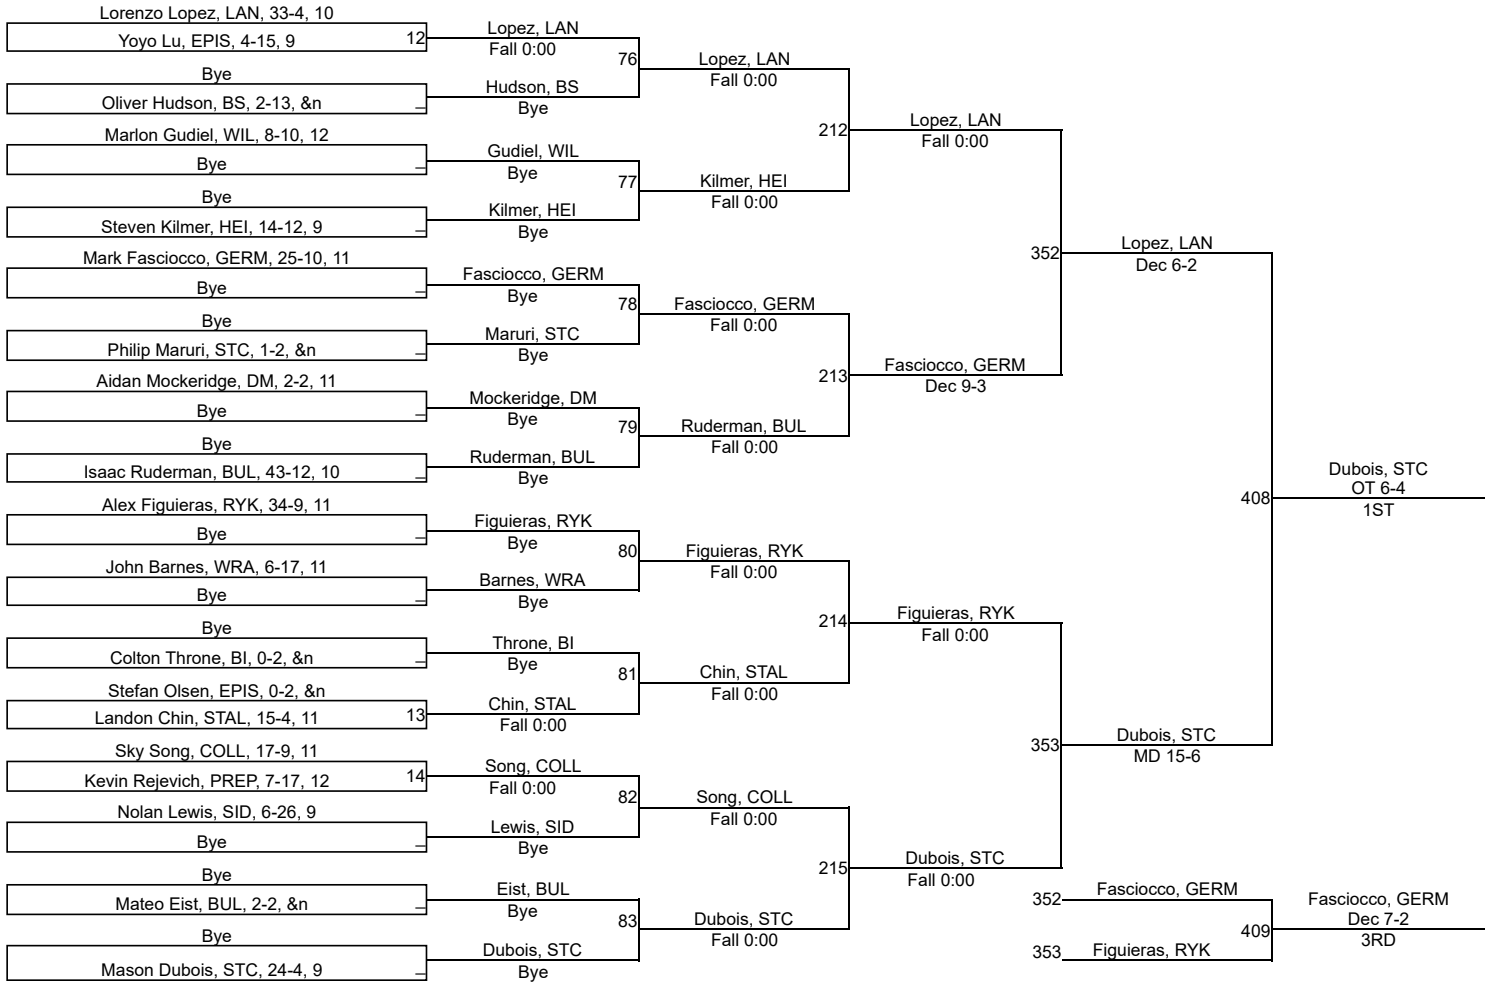 Lorenzo Lopez, LAN, 33-4, 10
Yoyo Lu, EPIS, 4-15, 9
12
Bye
Oliver Hudson, BS, 2-13, &n
_
Marlon Gudiel, WIL, 8-10, 12
Bye
_
Bye
Steven Kilmer, HEI, 14-12, 9
_
Mark Fasciocco, GERM, 25-10, 11
Bye
_
Bye
Philip Maruri, STC, 1-2, &n
_
Aidan Mockeridge, DM, 2-2, 11
Bye
_
Bye
Isaac Ruderman, BUL, 43-12, 10
_
Alex Figuieras, RYK, 34-9, 11
Bye
_
John Barnes, WRA, 6-17, 11
Bye
_
Bye
Colton Throne, BI, 0-2, &n
_
Stefan Olsen, EPIS, 0-2, &n
Landon Chin, STAL, 15-4, 11
13
Sky Song, COLL, 17-9, 11
Kevin Rejevich, PREP, 7-17, 12
14
Nolan Lewis, SID, 6-26, 9
Bye
_
Bye
Mateo Eist, BUL, 2-2, &n
_
Bye
Mason Dubois, STC, 24-4, 9
_
Lopez, LAN
Fall 0:00
76
Hudson, BS
Bye
Gudiel, WIL
Bye
77
Kilmer, HEI
Bye
Fasciocco, GERM
Bye
78
Maruri, STC
Bye
Mockeridge, DM
Bye
79
Ruderman, BUL
Bye
Figuieras, RYK
Bye
80
Barnes, WRA
Bye
Throne, BI
Bye
81
Chin, STAL
Fall 0:00
Song, COLL
Fall 0:00
82
Lewis, SID
Bye
Eist, BUL
Bye
83
Dubois, STC
Bye
Lopez, LAN
Fall 0:00
212
Kilmer, HEI
Fall 0:00
Fasciocco, GERM
Fall 0:00
213
Ruderman, BUL
Fall 0:00
Figuieras, RYK
Fall 0:00
214
Chin, STAL
Fall 0:00
Song, COLL
Fall 0:00
215
Dubois, STC
Fall 0:00
Lopez, LAN
Fall 0:00
352
Fasciocco, GERM
Dec 9-3
Figuieras, RYK
Fall 0:00
353
Dubois, STC
Fall 0:00
Lopez, LAN
Dec 6-2
408
Dubois, STC
MD 15-6
Dubois, STC
OT 6-4
1ST
352
Fasciocco, GERM
409
353
Figuieras, RYK
Fasciocco, GERM
Dec 7-2
3RD